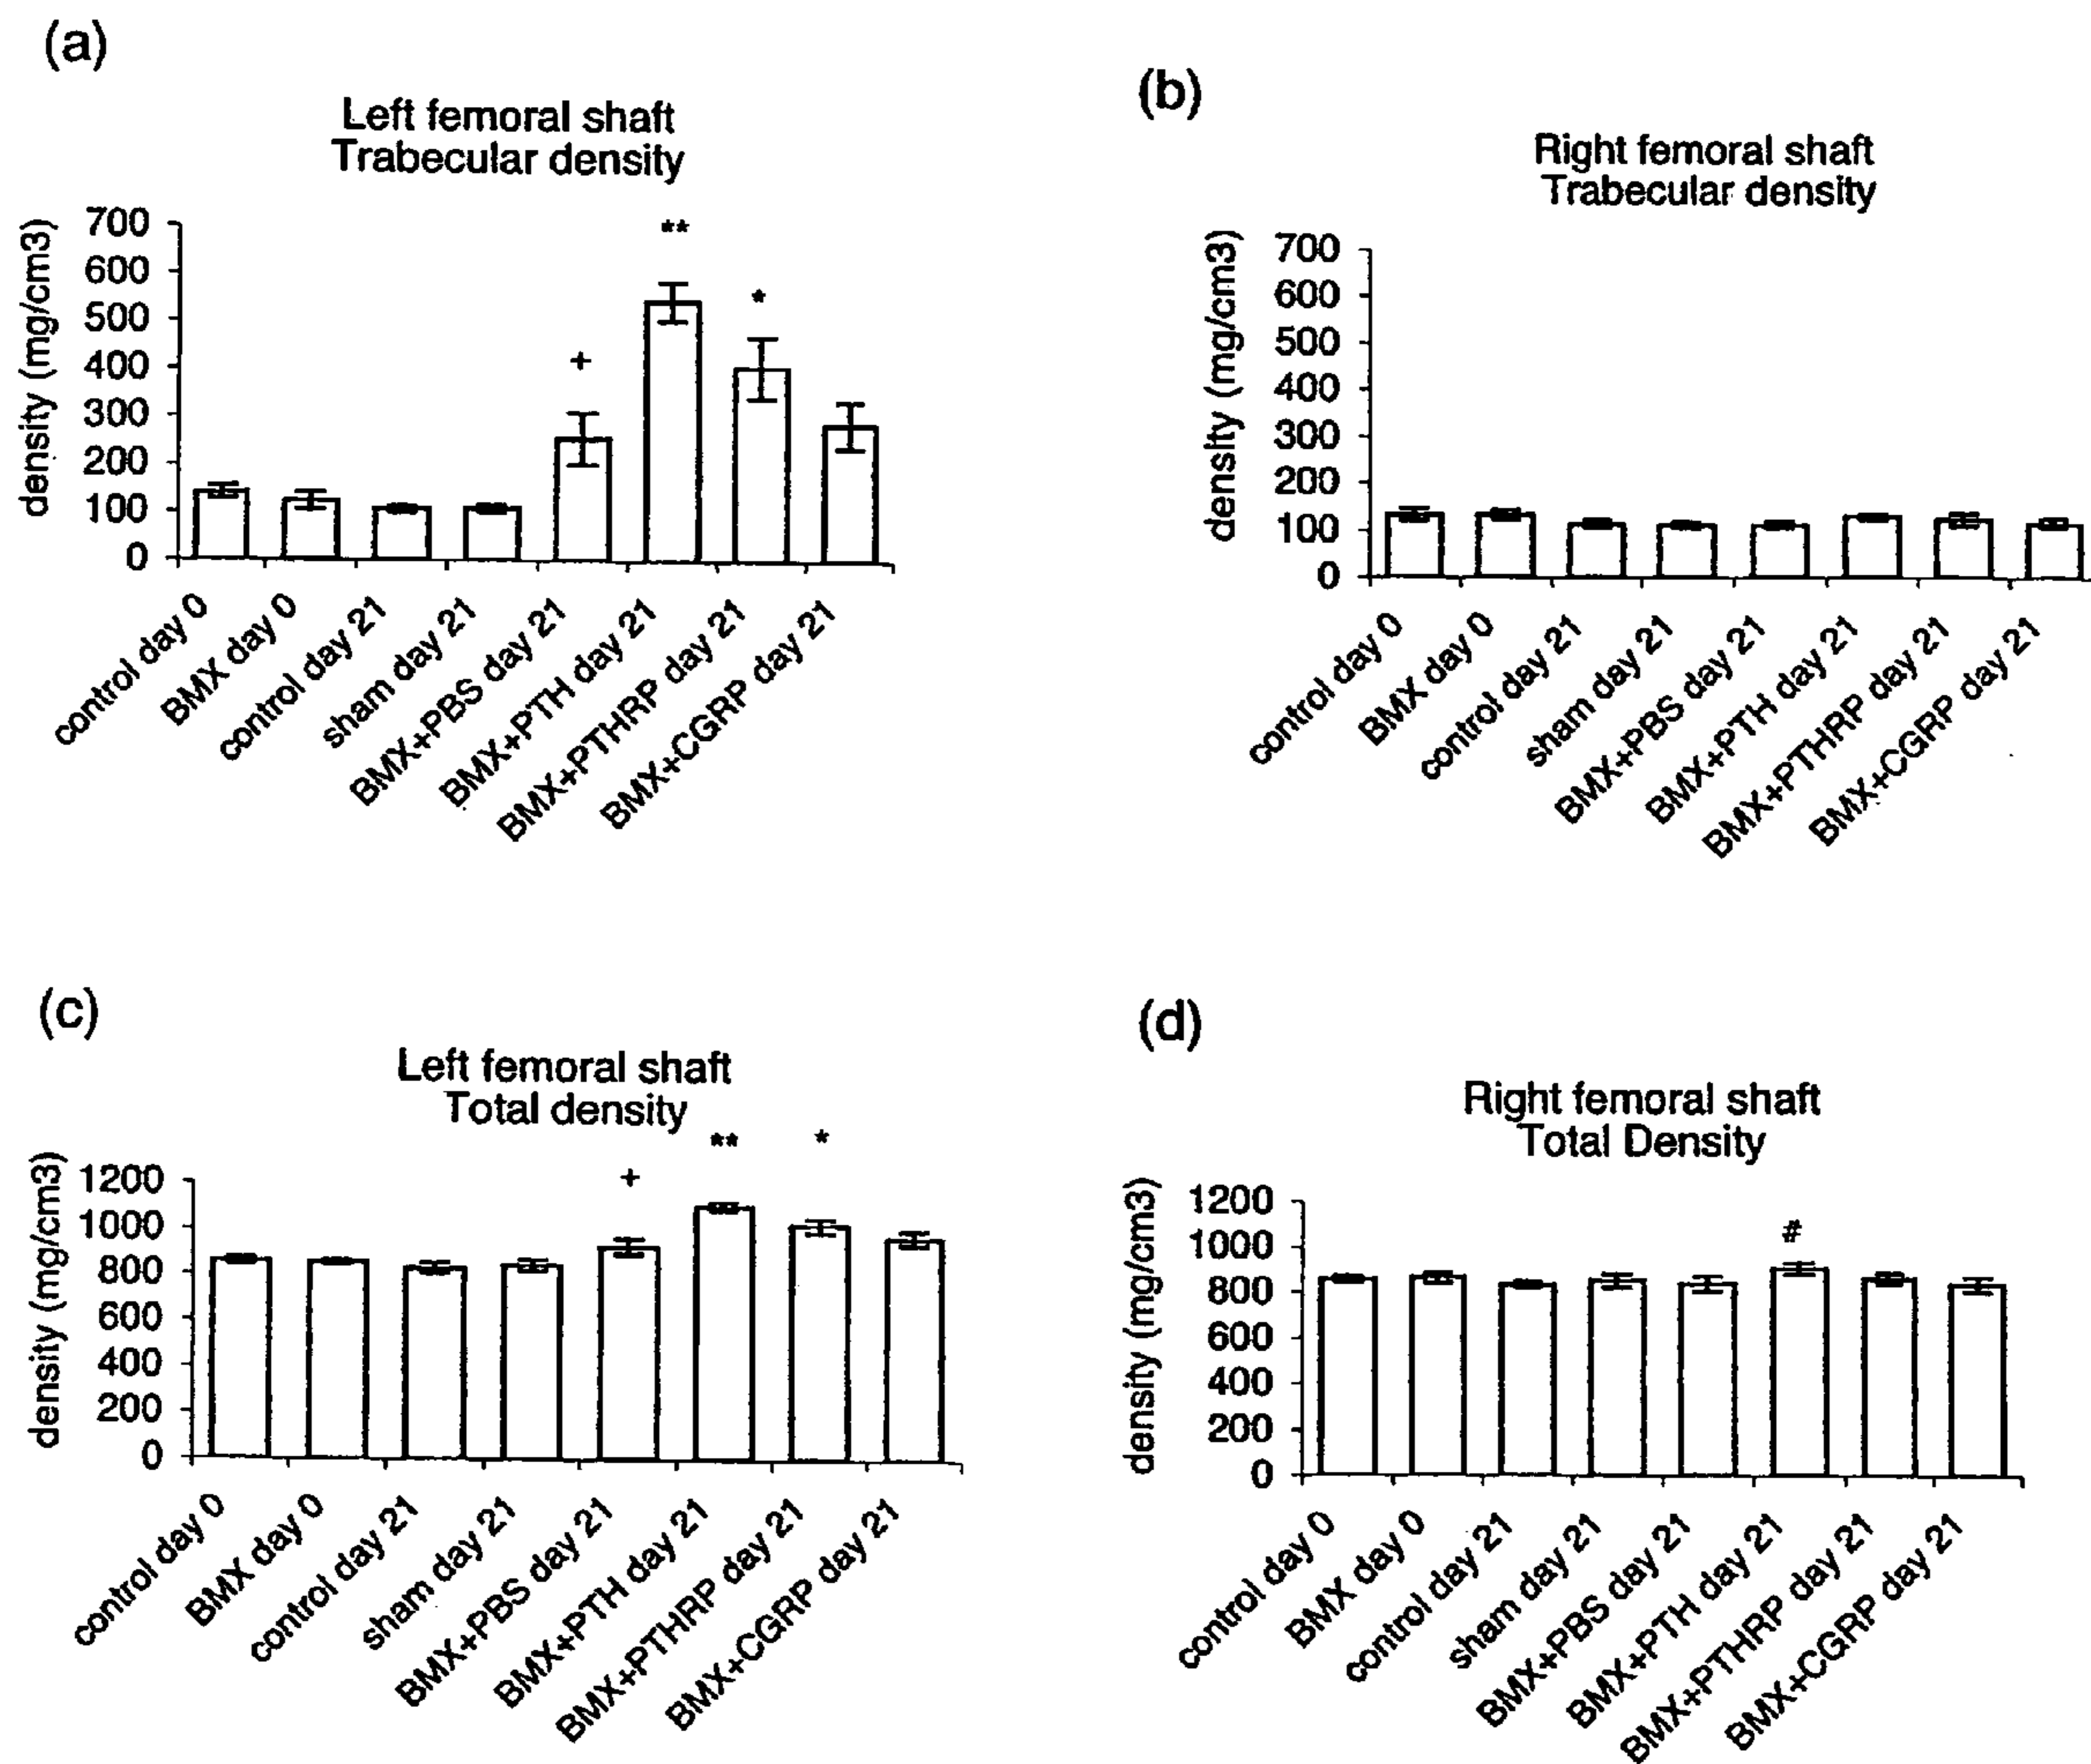 (a)
Left femoral shaft
Trabecular density
density (mg/cm3)
700
600
500
400
300
200
100
0
+
**
*
control day 0
BMX day 0
control day 21
sham day 21
BMX+PBS day 21
BMX+PTH day 21
BMX+PTHRP day 21
BMX+CGRP day 21
(b)
Right femoral shaft
Trabecular density
density (mg/cm3)
700
600
500
400
300
200
100
0
control day 0
BMX day 0
control day 21
sham day 21
BMX+PBS day 21
BMX+PTH day 21
BMX+PTHRP day 21
BMX+CGRP day 21
(c)
Left femoral shaft
Total density
density (mg/cm3)
1200
1000
800
600
400
200
0
+
**
*
control day 0
BMX day 0
control day 21
sham day 21
BMX+PBS day 21
BMX+PTH day 21
BMX+PTHRP day 21
BMX+CGRP day 21
(d)
Right femoral shaft
Total Density
density (mg/cm3)
1200
1000
800
600
400
200
0
#
control day 0
BMX day 0
control day 21
sham day 21
BMX+PBS day 21
BMX+PTH day 21
BMX+PTHRP day 21
BMX+CGRP day 21